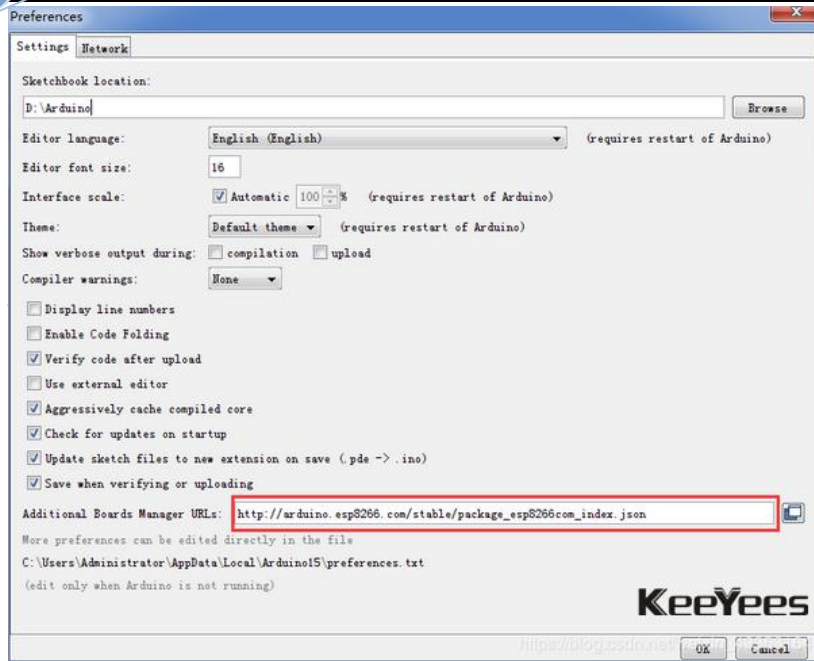 Preferences
Settings Network
Sketchbook location:
D:\Arduino Browse
Editor language: English (English) (requires restart of Arduino)
Editor font size: 16
Interface scale: Automatic 100 % (requires restart of Arduino)
Theme: Default theme (requires restart of Arduino)
Show verbose output during: compilation upload
Compiler warnings: None
Display line numbers
Enable Code Folding
Verify code after upload
Use external editor
Aggressively cache compiled core
Check for updates on startup
Update sketch files to new extension on save (.pde -> .ino)
Save when verifying or uploading
Additional Boards Manager URLs: http://arduino.esp8266.com/stable/package_esp8266com_index.json
More preferences can be edited directly in the file
C:\Users\Administrator\AppData\Local\Arduino15\preferences.txt
(edit only when Arduino is not running)
KeeYees
OK Cancel